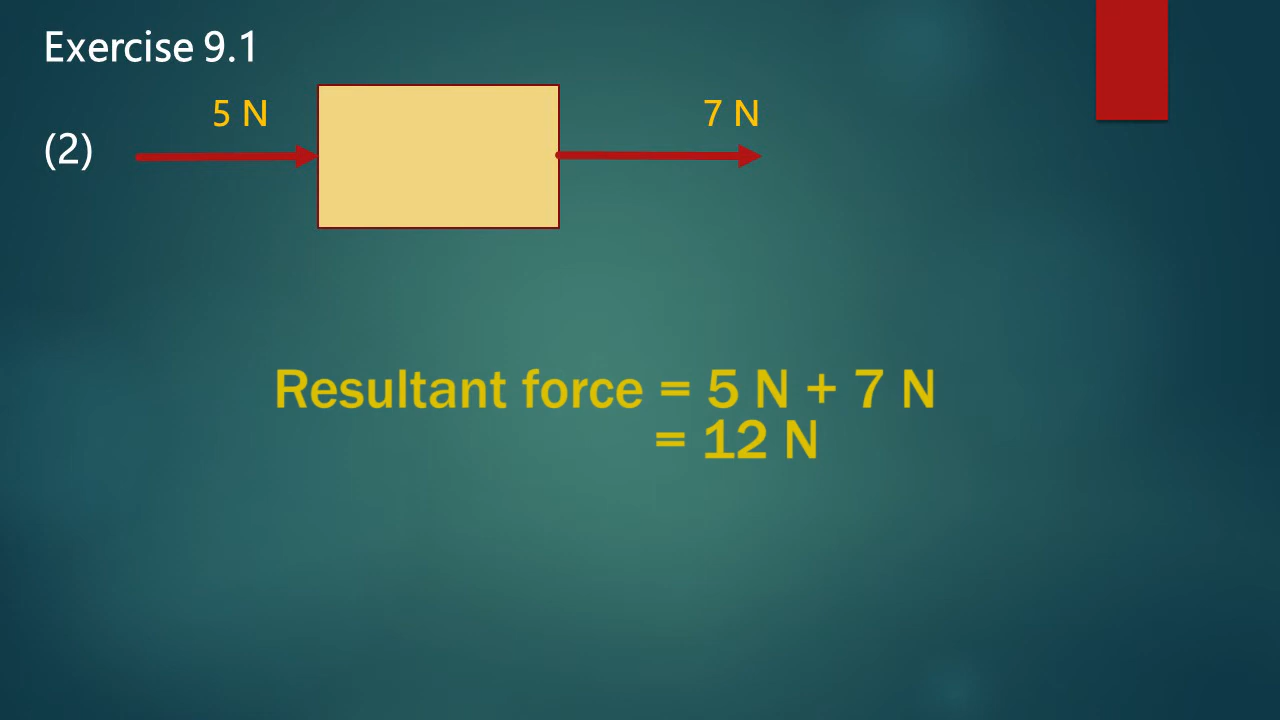 Exercise 9.1
5 N
7 N
(2)
Resultant force = 5 N + 7 N
= 12 N